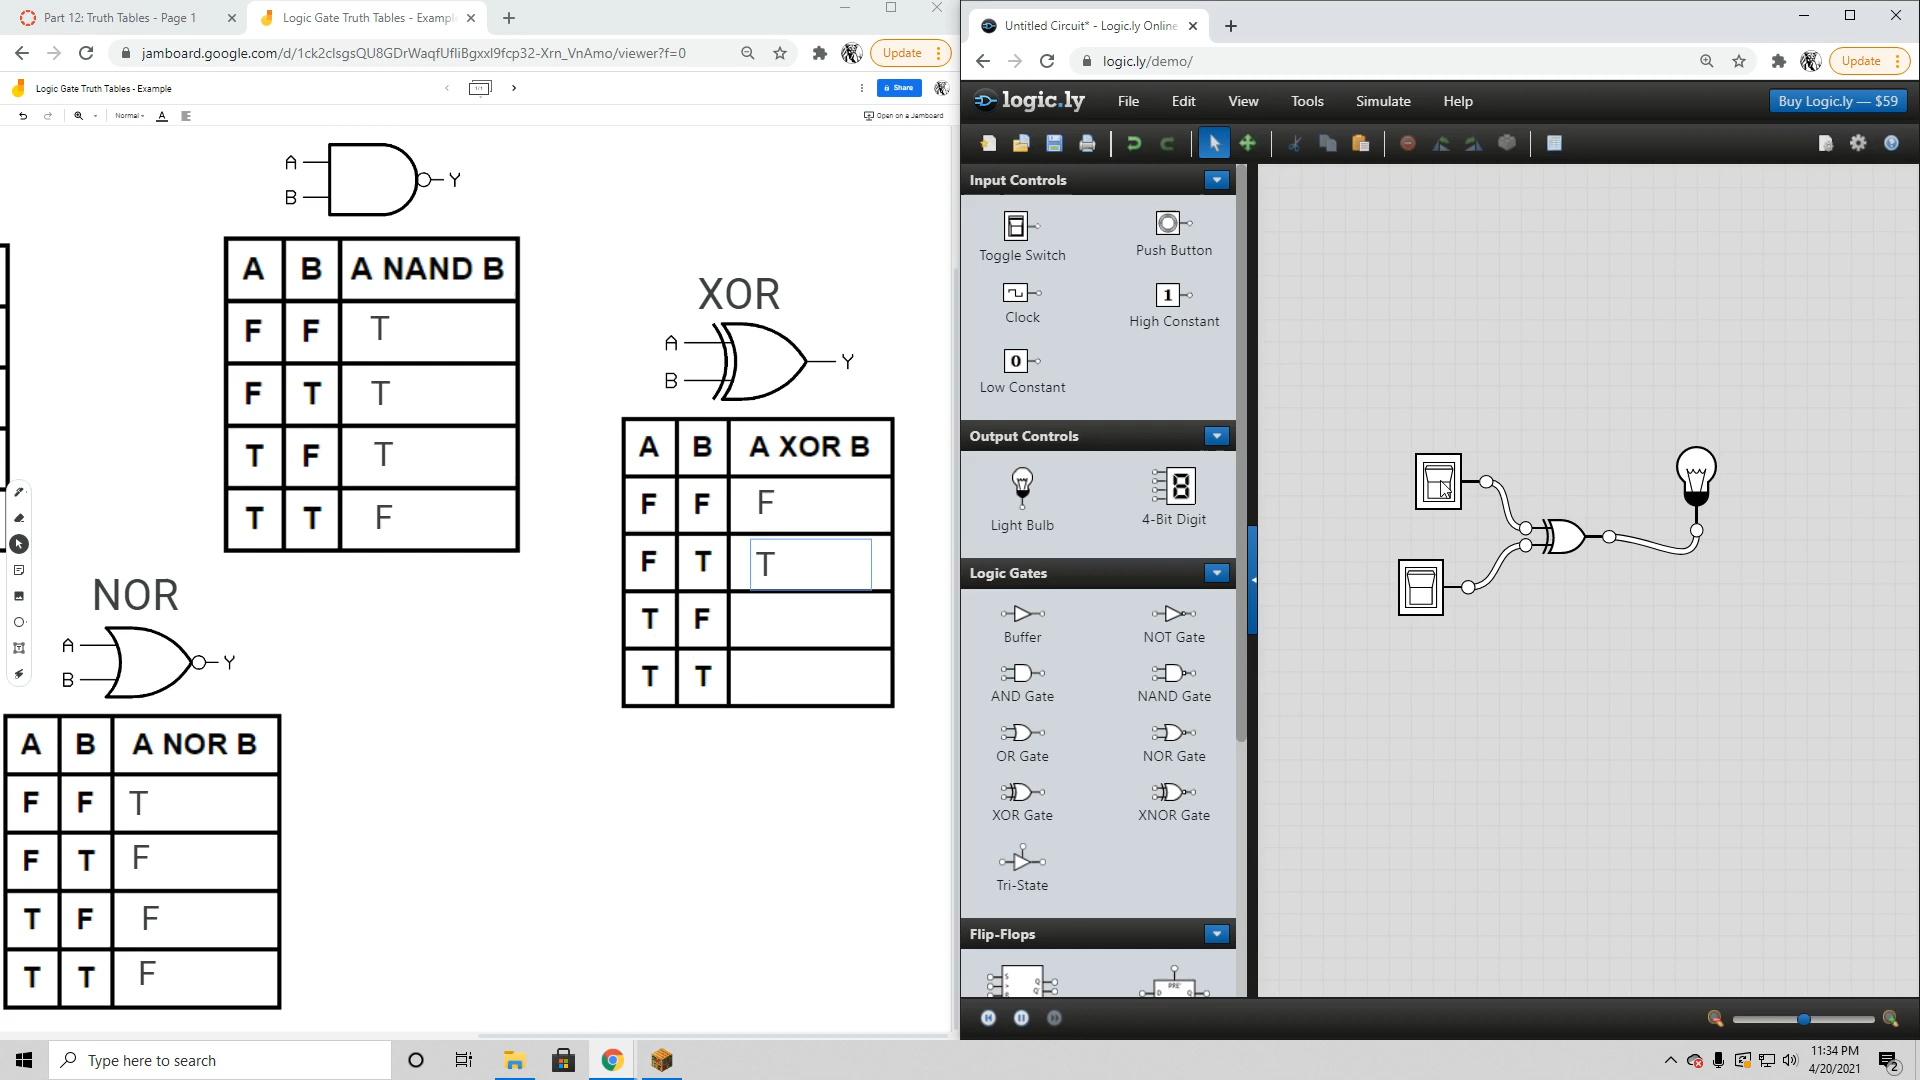 Part 12: Truth Tables - Page 1
Logic Gate Truth Tables - Exampl
jamboard.google.com/d/1ck2clsgsQU8GDrWaqfUfliBgxxl9fcp32-Xrn_VnAmo/viewer?f=0
Update
Logic Gate Truth Tables - Example
1/1
Share
Normal
A
Open on a Jamboard
A
B
Y
A B A NAND B
F F T
F T T
T F T
T T F
XOR
A
B
Y
A B A XOR B
F F F
F T T
T F
T T
NOR
A
B
Y
A B A NOR B
F F T
F T F
T F F
T T F
Untitled Circuit* - Logic.ly Online
logic.ly/demo/
Update
logic.ly
File
Edit
View
Tools
Simulate
Help
Buy Logic.ly — $59
Input Controls
Toggle Switch
Push Button
Clock
1
High Constant
0
Low Constant
Output Controls
Light Bulb
8
4-Bit Digit
Logic Gates
Buffer
NOT Gate
AND Gate
NAND Gate
OR Gate
NOR Gate
XOR Gate
XNOR Gate
Tri-State
Flip-Flops
S Q
PRE
D Q
Type here to search
11:34 PM
4/20/2021
2